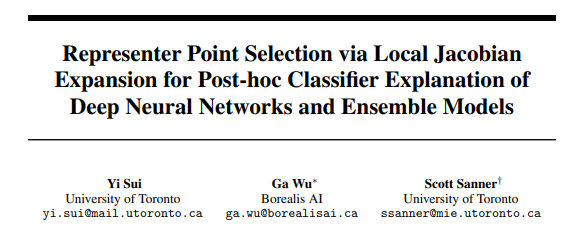 Representer Point Selection via Local Jacobian
Expansion for Post-hoc Classifier Explanation of
Deep Neural Networks and Ensemble Models
Yi Sui Ga Wu* Scott Sanner†
University of Toronto Borealis AI University of Toronto
yi.sui@mail.utoronto.ca ga.wu@borealisai.ca ssanner@mie.utoronto.ca